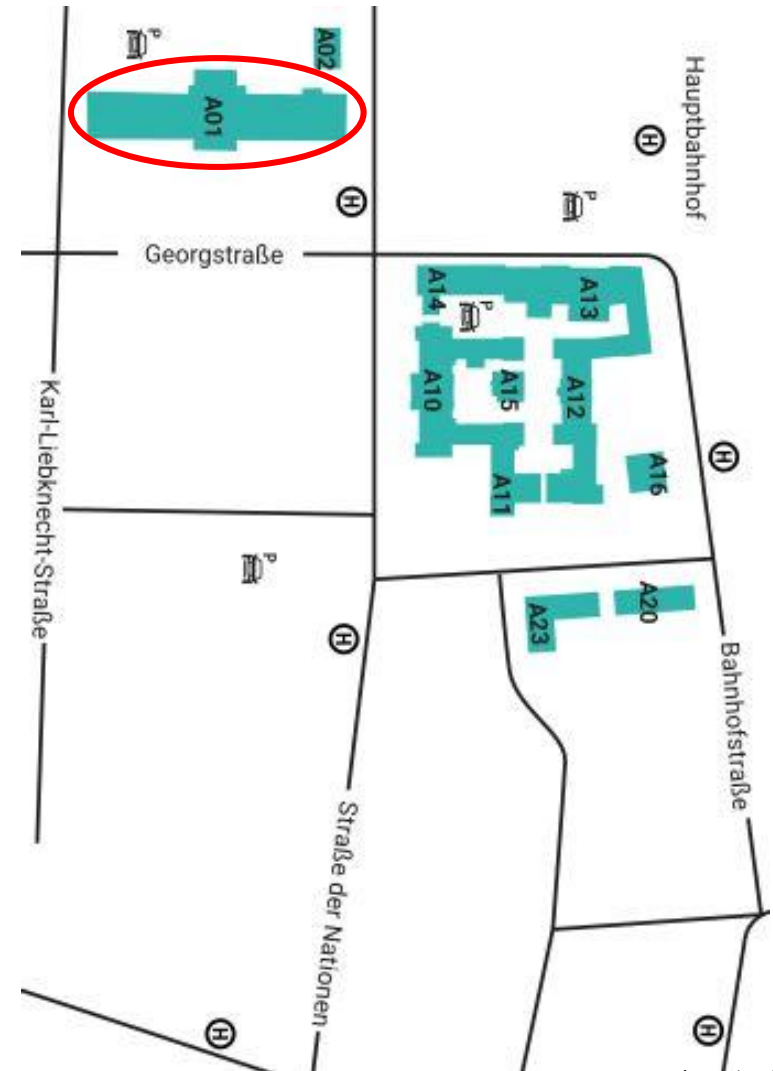 A02
P
A01
Hauptbahnhof
H
H
P
Georgstraße
A14
A13
P
A10
A15
A12
Karl-Liebknecht-Straße
H
A16
A11
P
A20
A23
H
Bahnhofstraße
Straße der Nationen
H
H